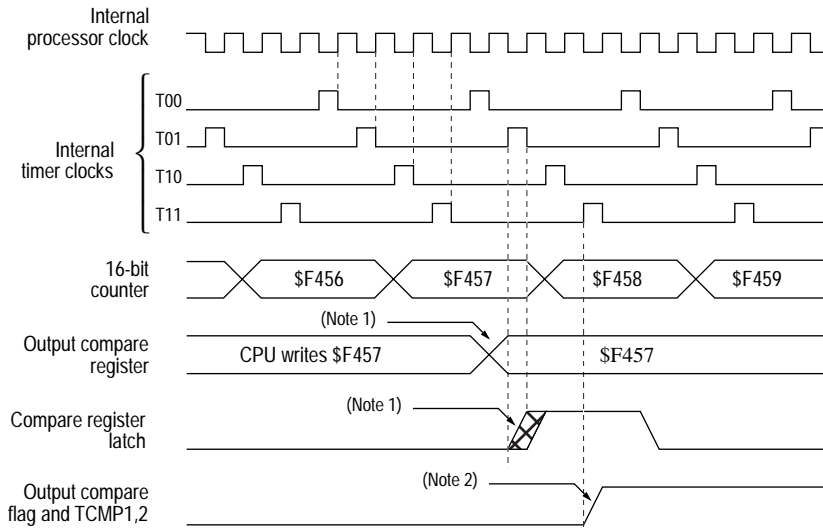 Internal
processor clock
T00
T01
Internal
timer clocks
T10
T11
16-bit
counter
$F456
$F457
$F458
$F459
(Note 1)
Output compare
register
CPU writes $F457
$F457
(Note 1)
Compare register
latch
(Note 2)
Output compare
flag and TCMP1,2